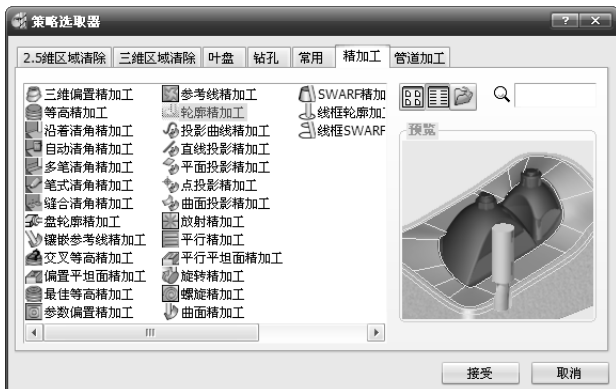 策略选取器
2.5维区域清除 三维区域清除 叶盘 钻孔 常用 精加工 管道加工
三维偏置精加工
等高精加工
沿着清角精加工
自动清角精加工
多笔清角精加工
笔式清角精加工
缝合清角精加工
盘轮廓精加工
镶嵌参考线精加工
交叉等高精加工
偏置平坦面精加工
最佳等高精加工
参数偏置精加工
参考线精加工
轮廓精加工
投影曲线精加工
直线投影精加工
平面投影精加工
点投影精加工
曲面投影精加工
放射精加工
平行精加工
平行平坦面精加工
旋转精加工
螺旋精加工
曲面精加工
SWARF精加
线框轮廓加
线框SWARF
预览
接受 取消